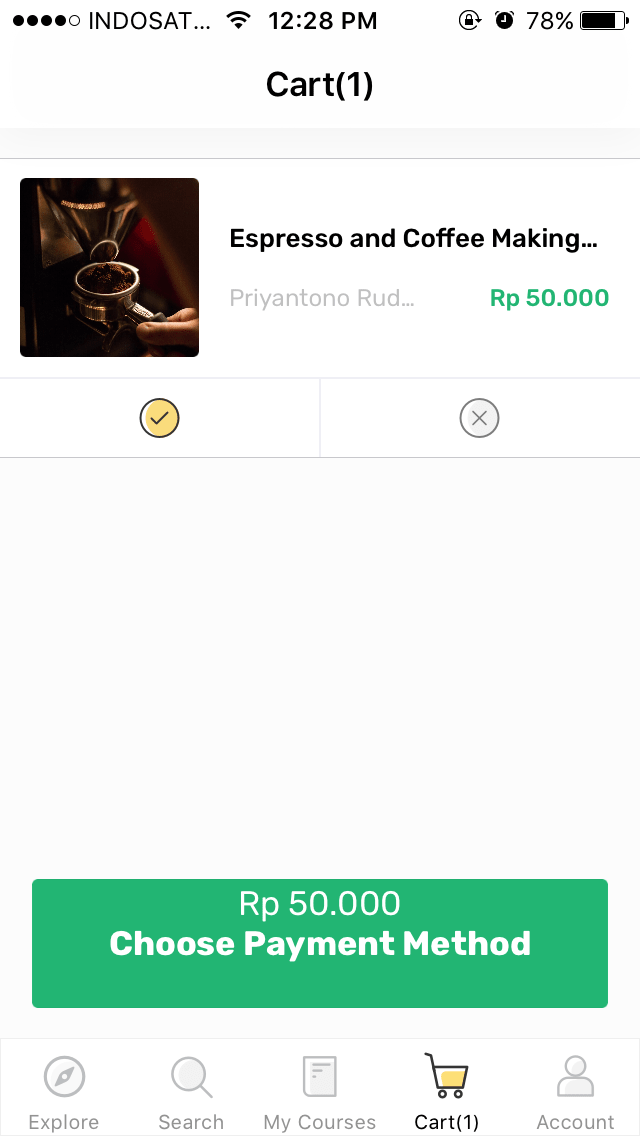 INDOSAT... 12:28 PM 78%
Cart(1)
Espresso and Coffee Making...
Priyantono Rud... Rp 50.000
Rp 50.000
Choose Payment Method
Explore Search My Courses Cart(1) Account